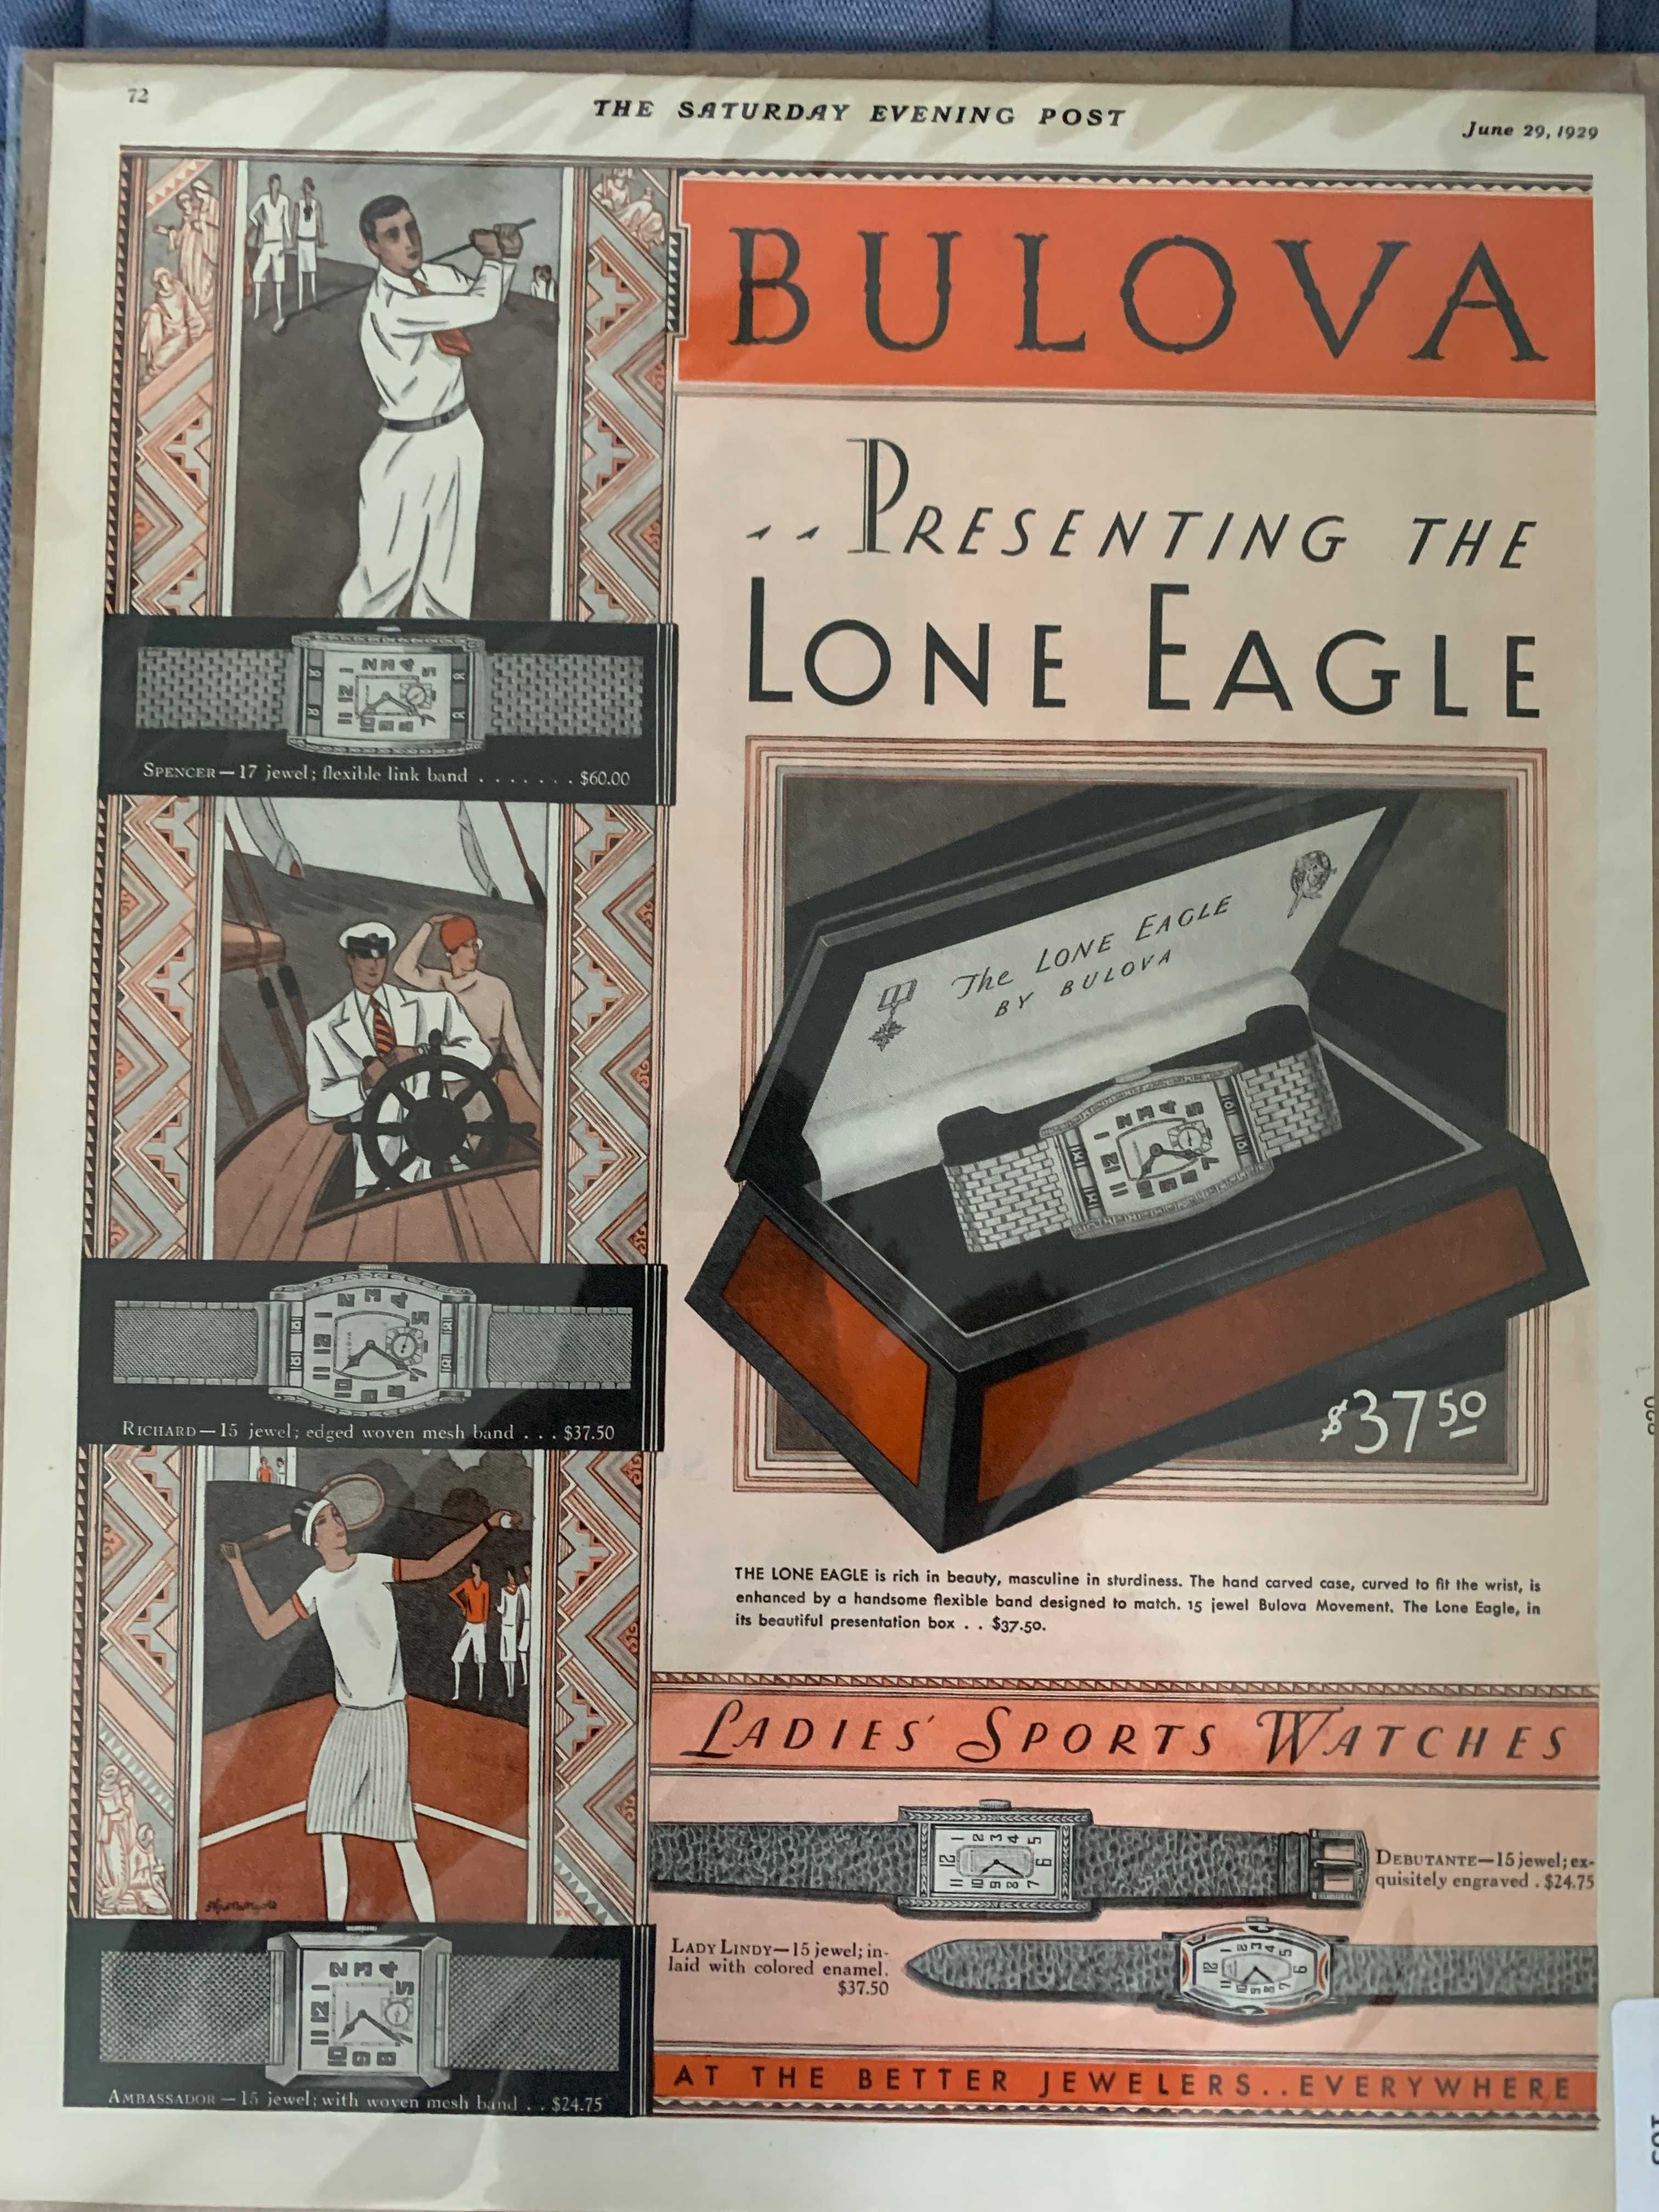 72
THE SATURDAY EVENING POST
June 29, 1929
BULOVA
..PRESENTING THE
LONE EAGLE
SPENCER—17 jewel; flexible link band . . . . . . . $60.00
The LONE EAGLE
BY BULOVA
$37.50
RICHARD—15 jewel; edged woven mesh band . . . $37.50
THE LONE EAGLE is rich in beauty, masculine in sturdiness. The hand carved case, curved to fit the wrist, is
enhanced by a handsome flexible band designed to match. 15 jewel Bulova Movement. The Lone Eagle, in
its beautiful presentation box . . $37.50.
LADIES' SPORTS WATCHES
DEBUTANTE—15 jewel; ex-
quisitely engraved . $24.75
LADY LINDY—15 jewel; in-
laid with colored enamel.
$37.50
AMBASSADOR—15 jewel; with woven mesh band . . $24.75
AT THE BETTER JEWELERS..EVERYWHERE